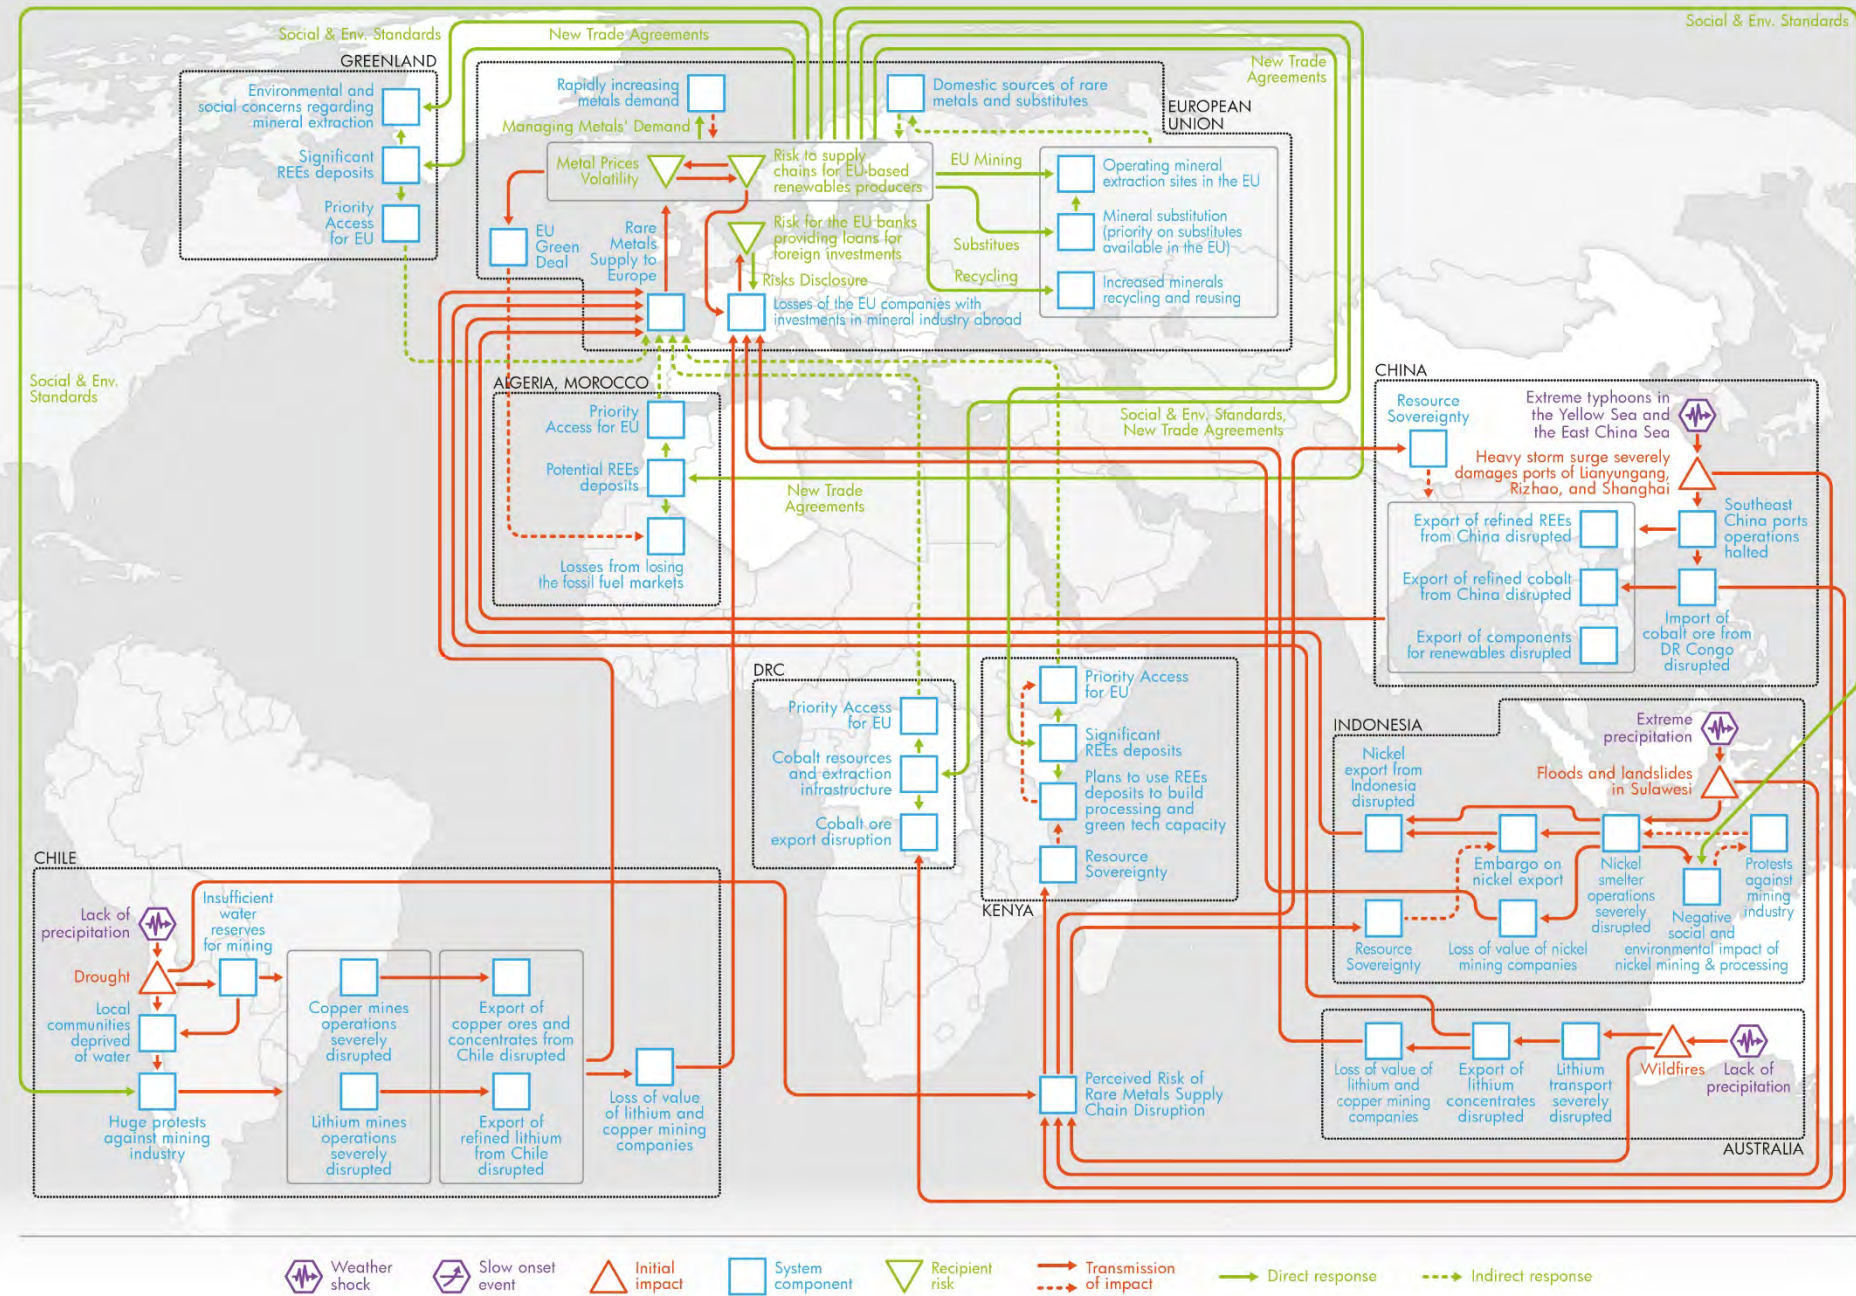 Social & Env. Standards
New Trade Agreements
Social & Env. Standards
New Trade
Agreements
GREENLAND
Environmental and
social concerns regarding
mineral extraction
Significant
REEs deposits
Priority
Access
for EU
EUROPEAN
UNION
Rapidly increasing
metals demand
Managing Metals' Demand
Domestic sources of rare
metals and substitutes
Metal Prices
Volatility
Risk to supply
chains for EU-based
renewables producers
EU Mining
Operating mineral
extraction sites in the EU
Mineral substitution
(priority on substitutes
available in the EU)
Substitues
Recycling
Increased minerals
recycling and reusing
EU
Green
Deal
Rare
Metals
Supply to
Europe
Risk for the EU banks
providing loans for
foreign investments
Risks Disclosure
Losses of the EU companies with
investments in mineral industry abroad
Social & Env.
Standards
ALGERIA, MOROCCO
Priority
Access for EU
Potential REEs
deposits
Losses from losing
the fossil fuel markets
New Trade
Agreements
Social & Env. Standards,
New Trade Agreements
CHINA
Resource
Sovereignty
Extreme typhoons in
the Yellow Sea and
the East China Sea
Heavy storm surge severely
damages ports of Lianyungang,
Rizhao, and Shanghai
Southeast
China ports
operations
halted
Export of refined REEs
from China disrupted
Export of refined cobalt
from China disrupted
Export of components
for renewables disrupted
Import of
cobalt ore from
DR Congo
disrupted
DRC
Priority Access
for EU
Cobalt resources
and extraction
infrastructure
Cobalt ore
export disruption
Priority Access
for EU
Significant
REEs deposits
Plans to use REEs
deposits to build
processing and
green tech capacity
Resource
Sovereignty
KENYA
INDONESIA
Extreme
precipitation
Floods and landslides
in Sulawesi
Nickel
export from
Indonesia
disrupted
Embargo on
nickel export
Nickel
smelter
operations
severely
disrupted
Protests
against
mining
industry
Negative
social and
environmental impact of
nickel mining & processing
Resource
Sovereignty
Loss of value of nickel
mining companies
CHILE
Lack of
precipitation
Drought
Insufficient
water
reserves
for mining
Local
communities
deprived
of water
Huge protests
against mining
industry
Copper mines
operations
severely
disrupted
Export of
copper ores and
concentrates from
Chile disrupted
Lithium mines
operations
severely
disrupted
Export of
refined lithium
from Chile
disrupted
Loss of value
of lithium and
copper mining
companies
Perceived Risk of
Rare Metals Supply
Chain Disruption
Loss of value of
lithium and
copper mining
companies
Export of
lithium
concentrates
disrupted
Lithium
transport
severely
disrupted
Wildfires
Lack of
precipitation
AUSTRALIA
Weather
shock
Slow onset
event
Initial
impact
System
component
Recipient
risk
Transmission
of impact
Direct response
Indirect response